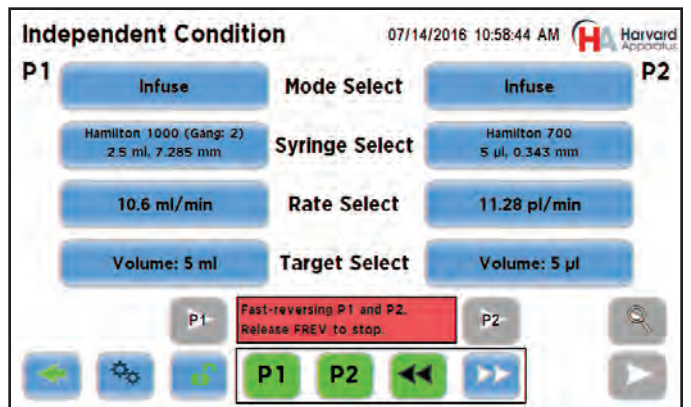 Independent Condition
07/14/2016 10:58:44 AM
HA Harvard
Apparatus
P1
P2
Infuse
Mode Select
Infuse
Hamilton 1000 (Gang: 2)
2.5 ml, 7.285 mm
Syringe Select
Hamilton 700
5 µl, 0.343 mm
10.6 ml/min
Rate Select
11.28 pl/min
Volume: 5 ml
Target Select
Volume: 5 µl
P1
Fast-reversing P1 and P2.
Release FREV to stop.
P2
P1
P2